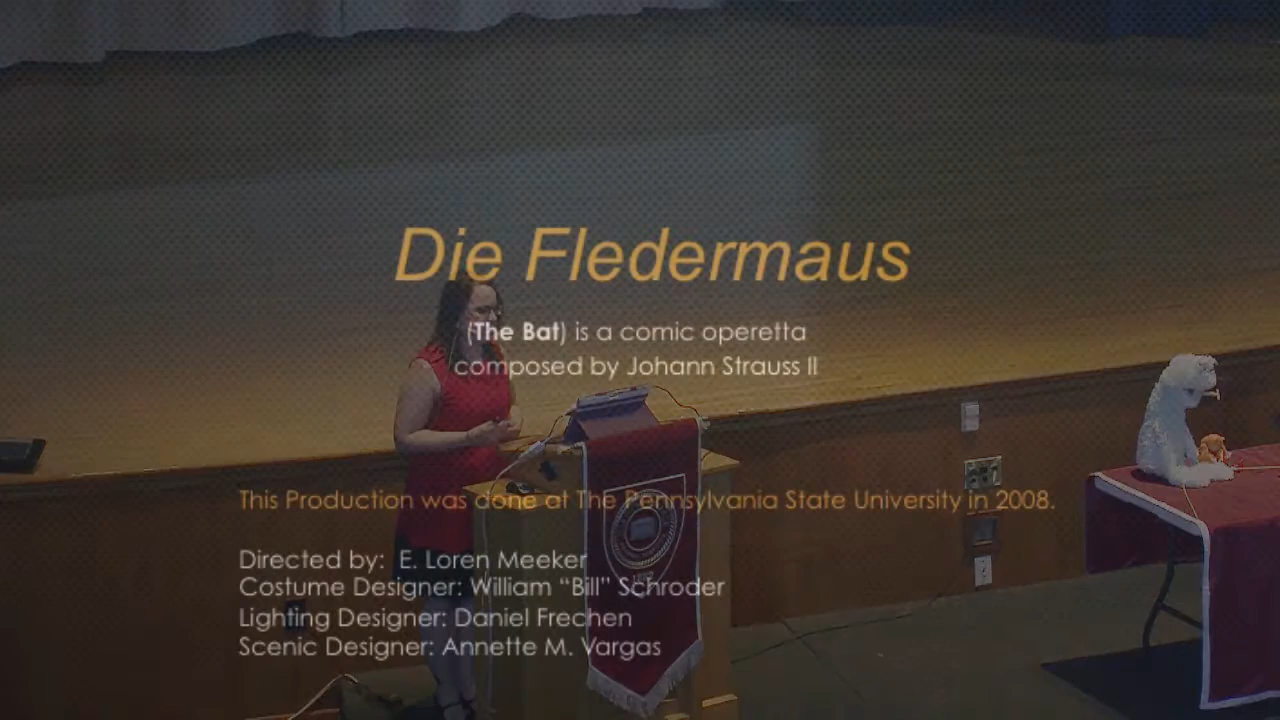 Die Fledermaus
(The Bat) is a comic operetta
composed by Johann Strauss II
This Production was done at The Pennsylvania State University in 2008.
Directed by: E. Loren Meeker
Costume Designer: William “Bill” Schroder
Lighting Designer: Daniel Frechen
Scenic Designer: Annette M. Vargas